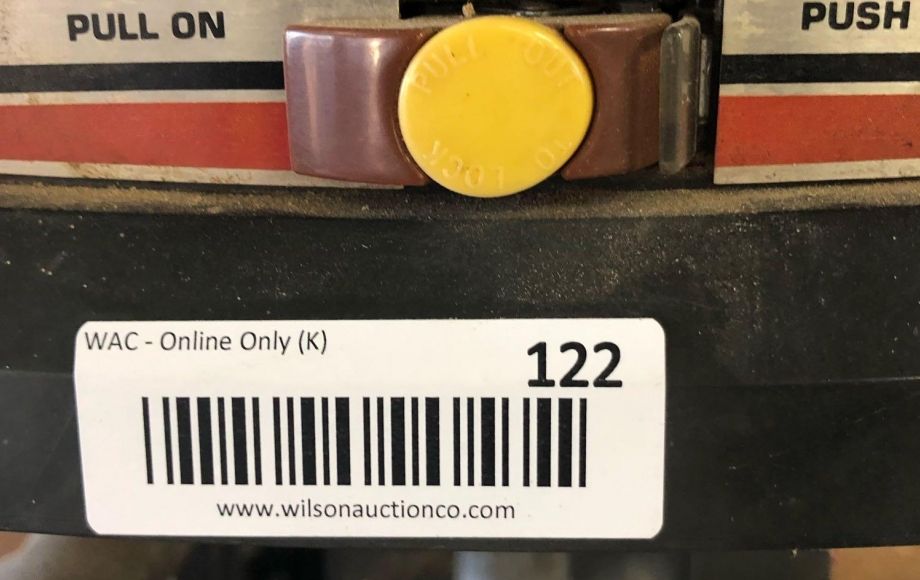 PULL ON
PUSH
PULL OUT
TO LOCK
WAC - Online Only (K)
122
www.wilsonauctionco.com